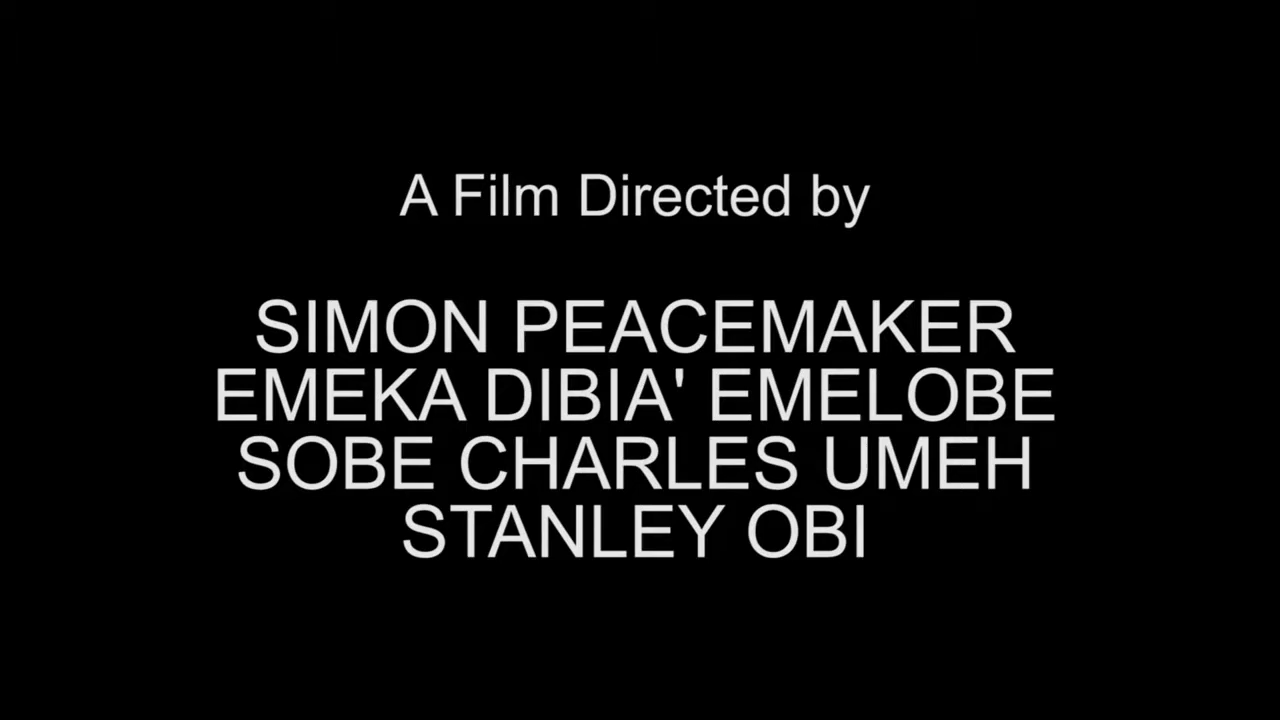 A Film Directed by
SIMON PEACEMAKER
EMEKA DIBIA' EMELOBE
SOBE CHARLES UMEH
STANLEY OBI